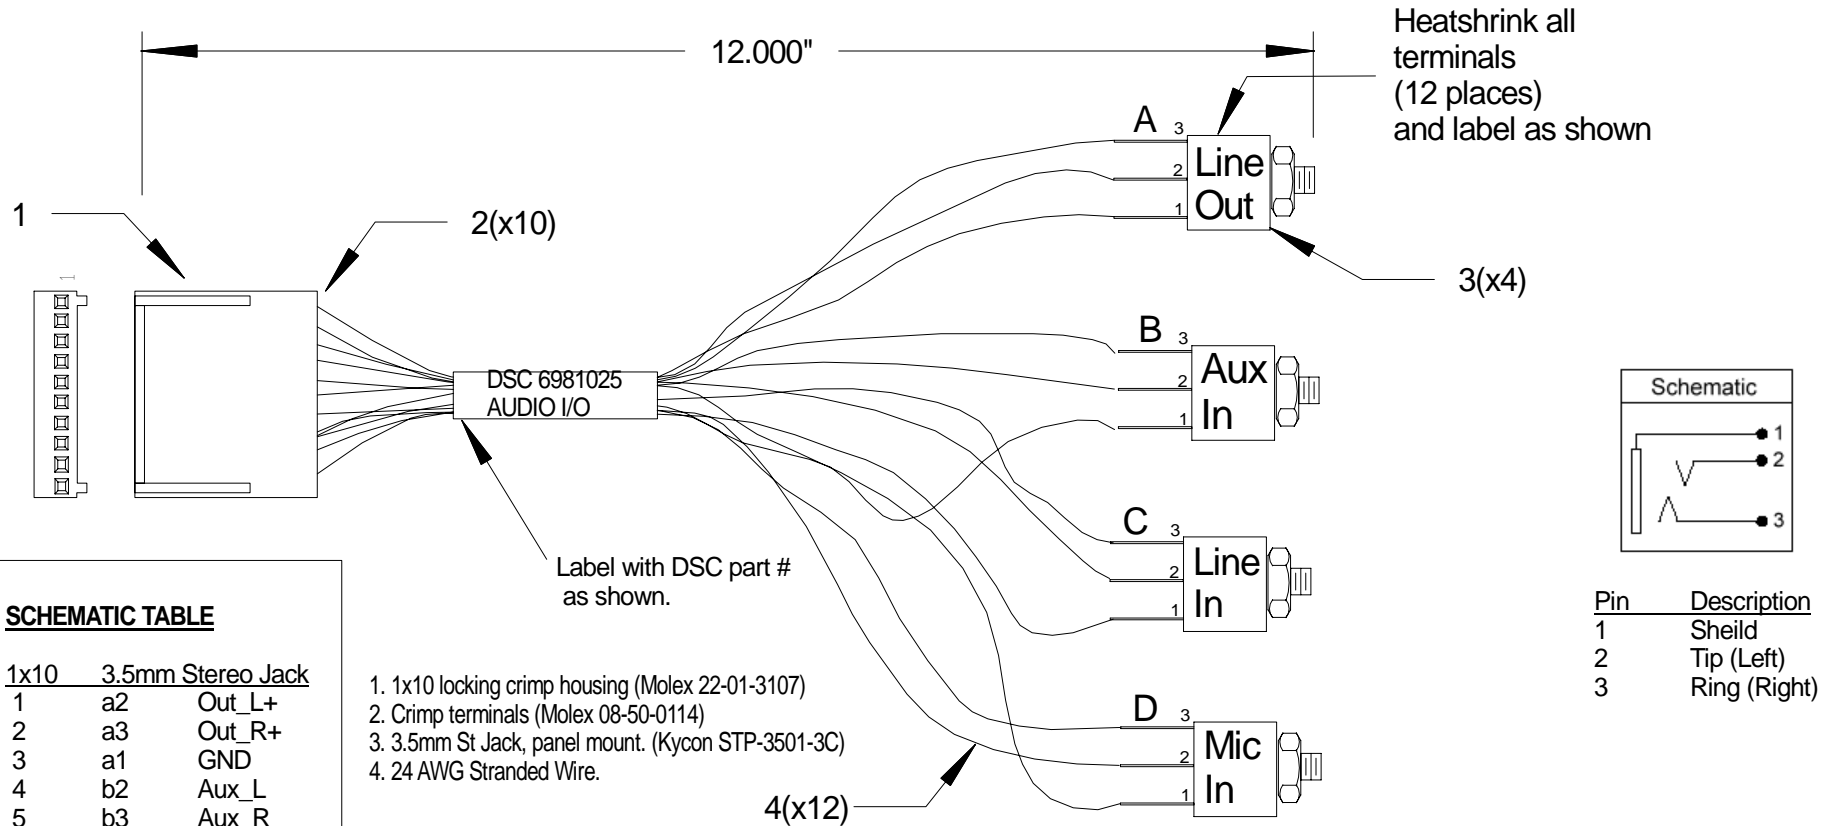 12.000"
Heatshrink all
terminals
(12 places)
and label as shown
1
2(x10)
1
A
3
2
1
Line
Out
3(x4)
B
3
2
1
Aux
In
DSC 6981025
AUDIO I/O
Label with DSC part #
as shown.
C
3
2
1
Line
In
D
3
2
1
Mic
In
4(x12)
Schematic
1
2
3
Pin Description
1 Sheild
2 Tip (Left)
3 Ring (Right)
SCHEMATIC TABLE
1x10 3.5mm Stereo Jack
1 a2 Out_L+
2 a3 Out_R+
3 a1 GND
4 b2 Aux_L
5 b3 Aux_R
1. 1x10 locking crimp housing (Molex 22-01-3107)
2. Crimp terminals (Molex 08-50-0114)
3. 3.5mm St Jack, panel mount. (Kycon STP-3501-3C)
4. 24 AWG Stranded Wire.